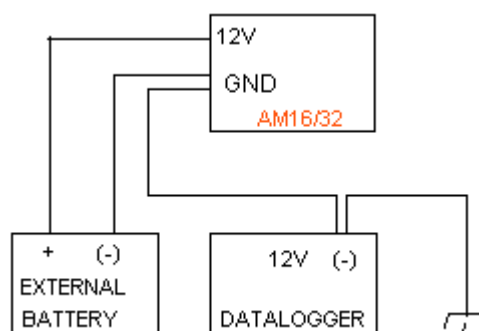 12V
GND
AM16/32
+ (-)
EXTERNAL
BATTERY
12V (-)
DATALOGGER